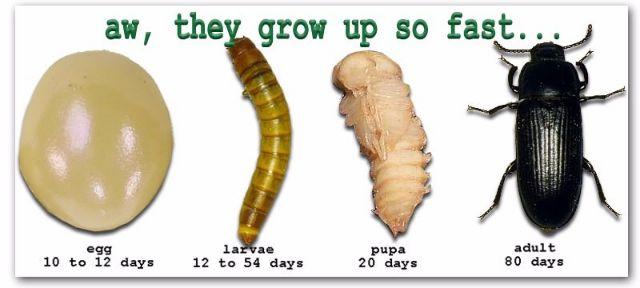 aw, they grow up so fast...
egg
10 to 12 days
larvae
12 to 54 days
pupa
20 days
adult
80 days